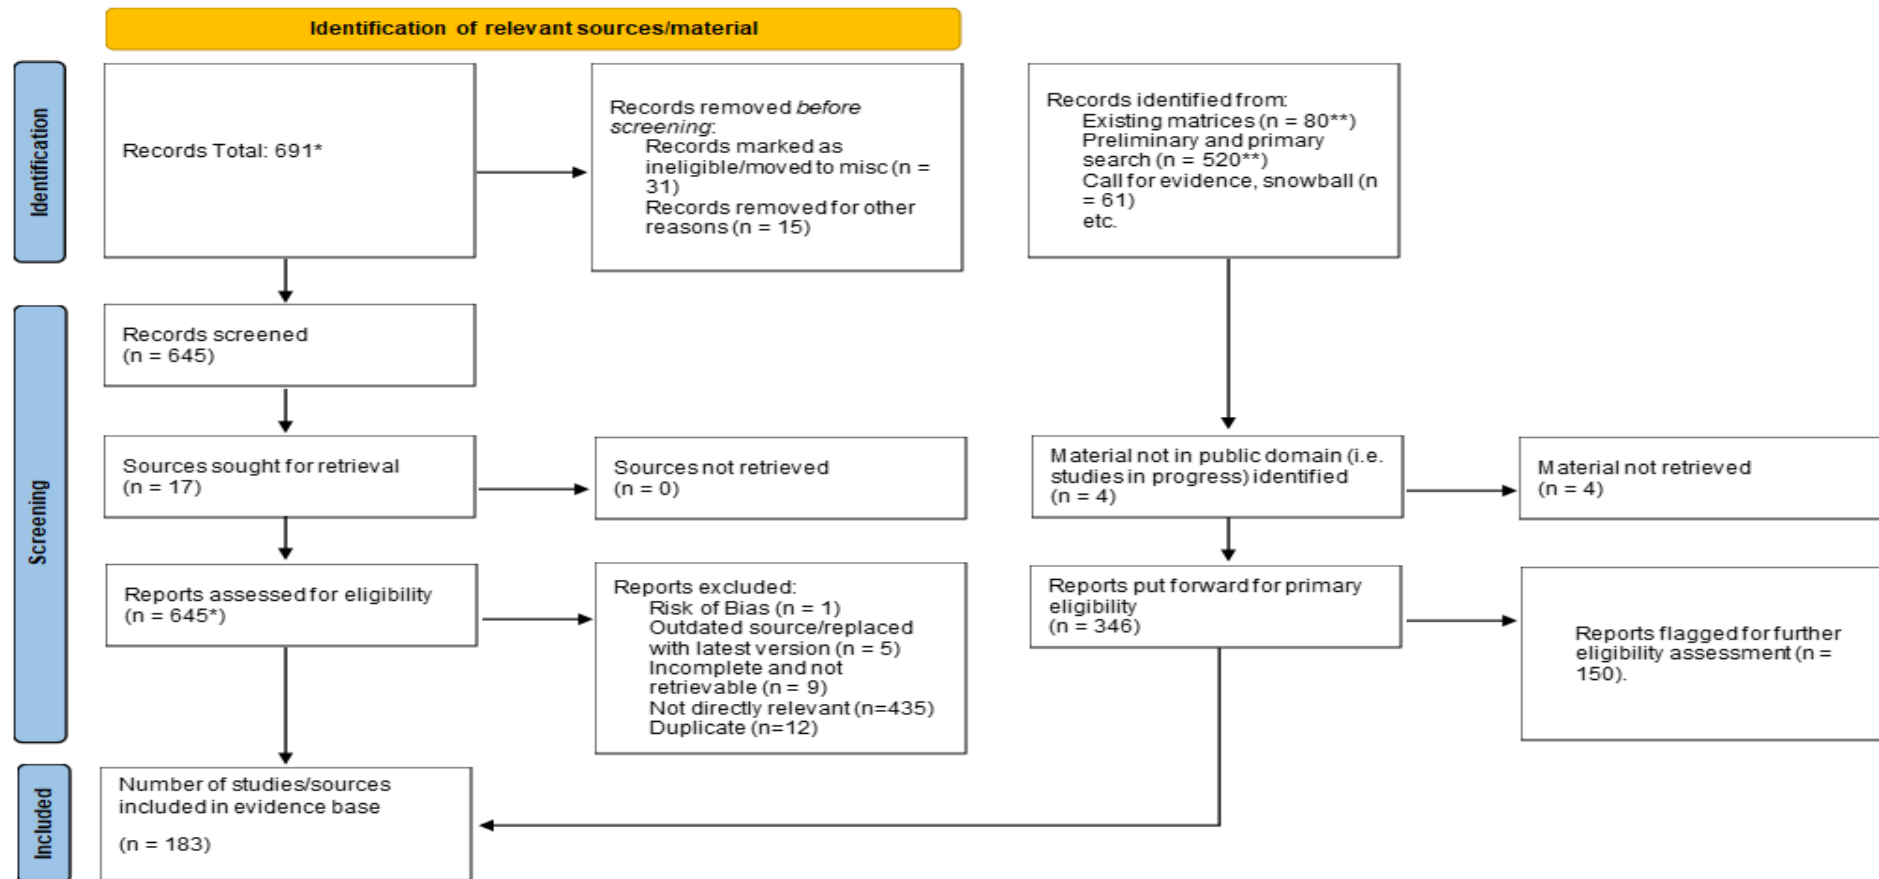 Identification of relevant sources/material
Identification
Records Total: 691*
Records removed before
screening:
Records marked as
ineligible/moved to misc (n =
31)
Records removed for other
reasons (n = 15)
Records identified from:
Existing matrices (n = 80**)
Preliminary and primary
search (n = 520**)
Call for evidence, snowball (n
= 61)
etc.
Screening
Records screened
(n = 645)
Sources sought for retrieval
(n = 17)
Sources not retrieved
(n = 0)
Material not in public domain (i.e.
studies in progress) identified
(n = 4)
Material not retrieved
(n = 4)
Reports assessed for eligibility
(n = 645*)
Reports excluded:
Risk of Bias (n = 1)
Outdated source/replaced
with latest version (n = 5)
Incomplete and not
retrievable (n = 9)
Not directly relevant (n=435)
Duplicate (n=12)
Reports put forward for primary
eligibility
(n = 346)
Reports flagged for further
eligibility assessment (n =
150).
Included
Number of studies/sources
included in evidence base
(n = 183)